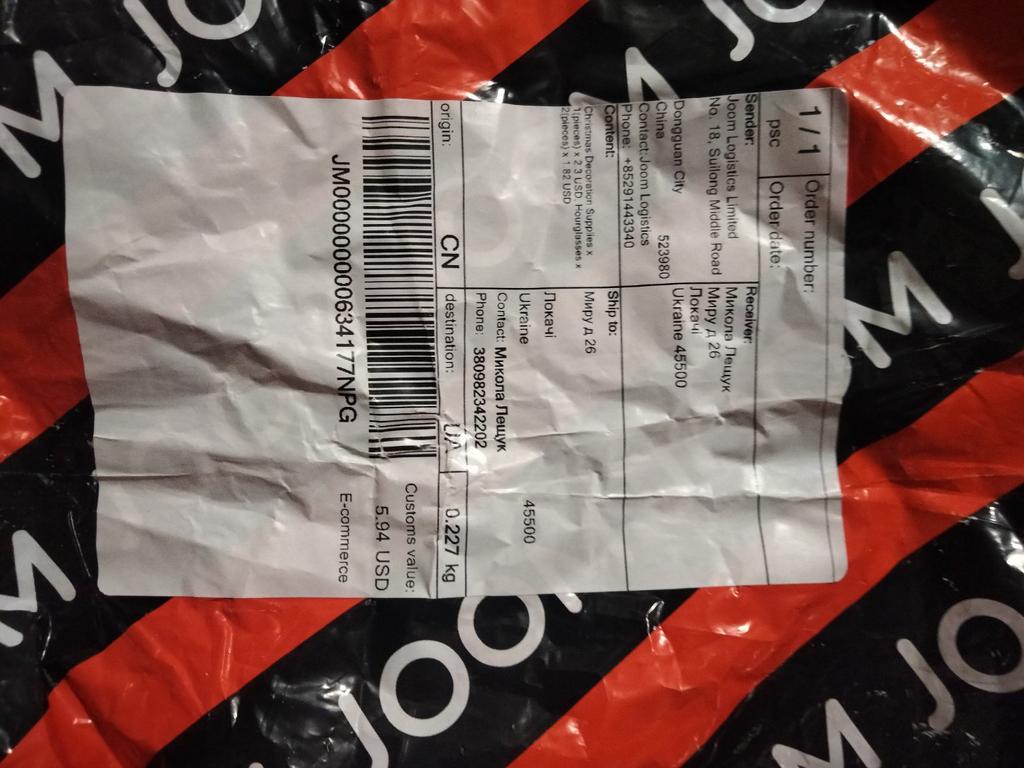 1 / 1
psc
Order number:
Order date:
Sender:
Joom Logistics Limited
No. 18, Suilong Middle Road
Dongguan City
China 523980
Contact:Joom Logistics
Phone: +85291443340
Receiver:
Микола Лещук
Миру д 26
Локачі
Ukraine 45500
Content:
Christmas Decoration Supplies x
1(pieces) x 2.3 USD, Hourglasses x
2(pieces) x 1.82 USD
Ship to:
Миру д 26
Локачі
Ukraine 45500
Contact: Микола Лещук
Phone: 380982342202
origin: CN
destination: UA
0.227 kg
JM00000000634177NPG
Customs value:
5.94 USD
E-commerce
JOOM